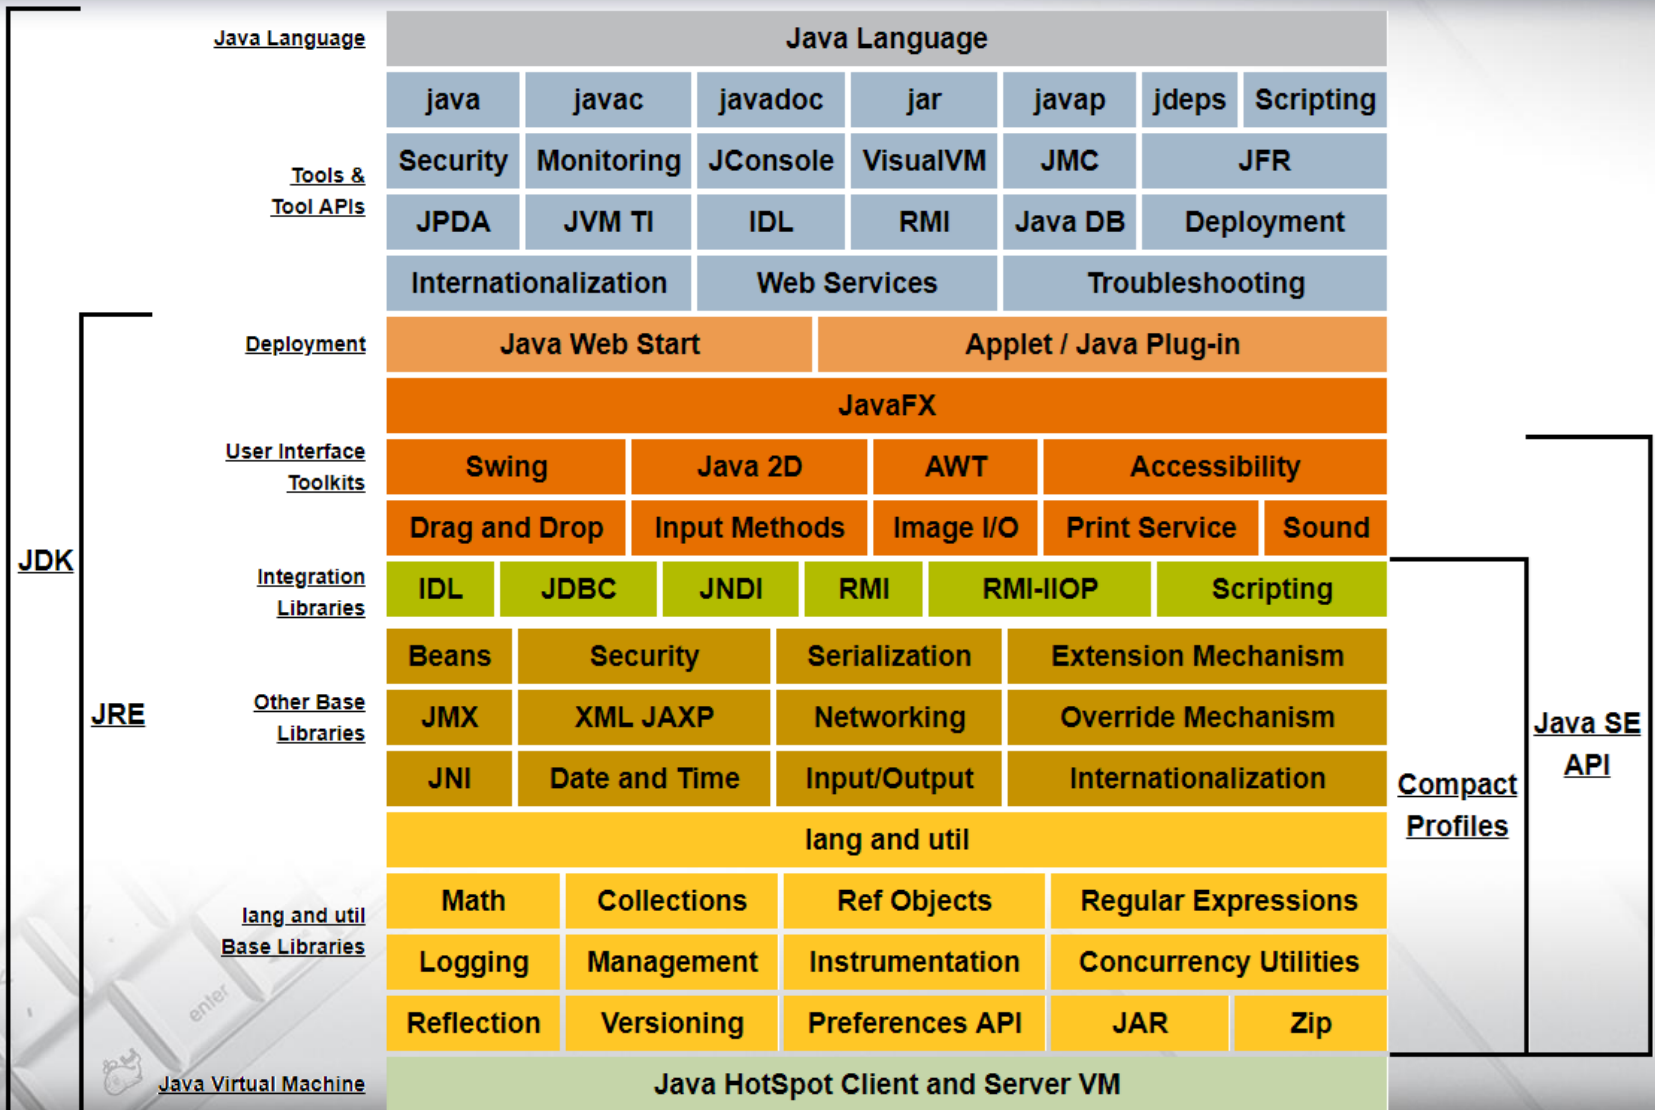 Java Language
Java Language
java javac javadoc jar javap jdeps Scripting
Security Monitoring JConsole VisualVM JMC JFR
Tools &
Tool APIs
JPDA JVM TI IDL RMI Java DB Deployment
Internationalization Web Services Troubleshooting
Deployment
Java Web Start Applet / Java Plug-in
JavaFX
User Interface
Toolkits
Swing Java 2D AWT Accessibility
Drag and Drop Input Methods Image I/O Print Service Sound
JDK
Integration
Libraries
IDL JDBC JNDI RMI RMI-IIOP Scripting
Beans Security Serialization Extension Mechanism
JRE
Other Base
Libraries
JMX XML JAXP Networking Override Mechanism
Java SE
API
JNI Date and Time Input/Output Internationalization
Compact
Profiles
lang and util
lang and util
Base Libraries
Math Collections Ref Objects Regular Expressions
Logging Management Instrumentation Concurrency Utilities
Reflection Versioning Preferences API JAR Zip
enter
Java Virtual Machine
Java HotSpot Client and Server VM